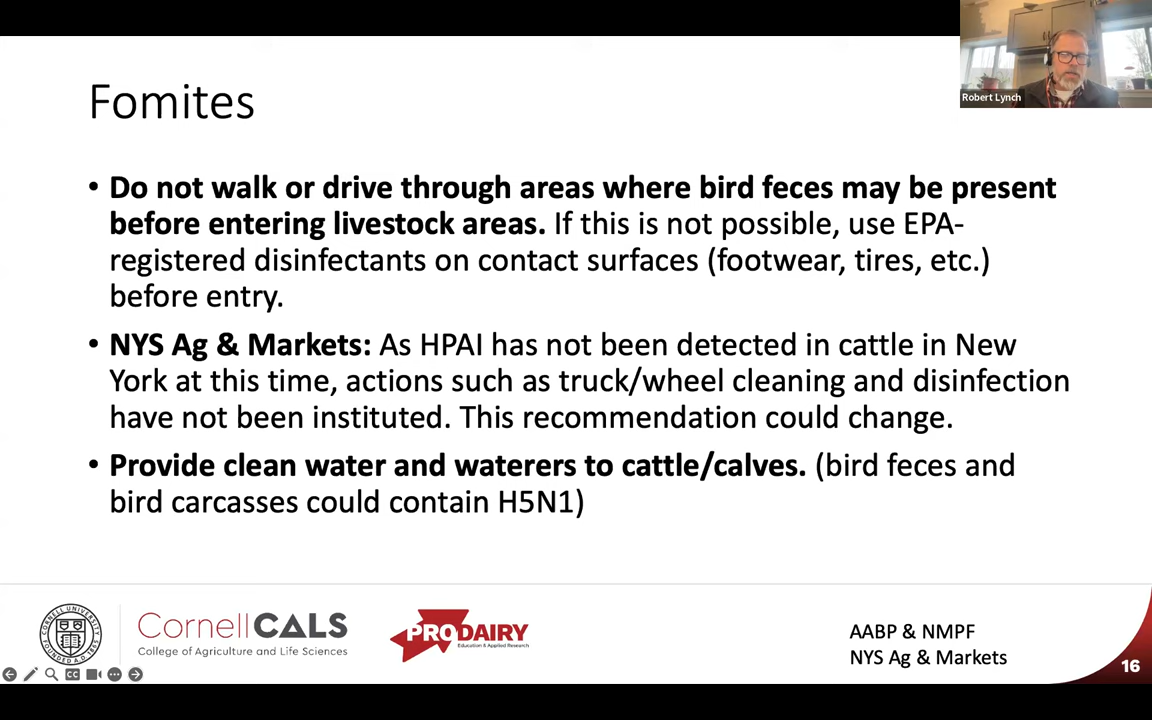 Robert Lynch
Fomites
• Do not walk or drive through areas where bird feces may be present
before entering livestock areas. If this is not possible, use EPA-
registered disinfectants on contact surfaces (footwear, tires, etc.)
before entry.
• NYS Ag & Markets: As HPAI has not been detected in cattle in New
York at this time, actions such as truck/wheel cleaning and disinfection
have not been instituted. This recommendation could change.
• Provide clean water and waterers to cattle/calves. (bird feces and
bird carcasses could contain H5N1)
CornellCALS
College of Agriculture and Life Sciences
PRODAIRY
Education & Applied Research
AABP & NMPF
NYS Ag & Markets
16
CC